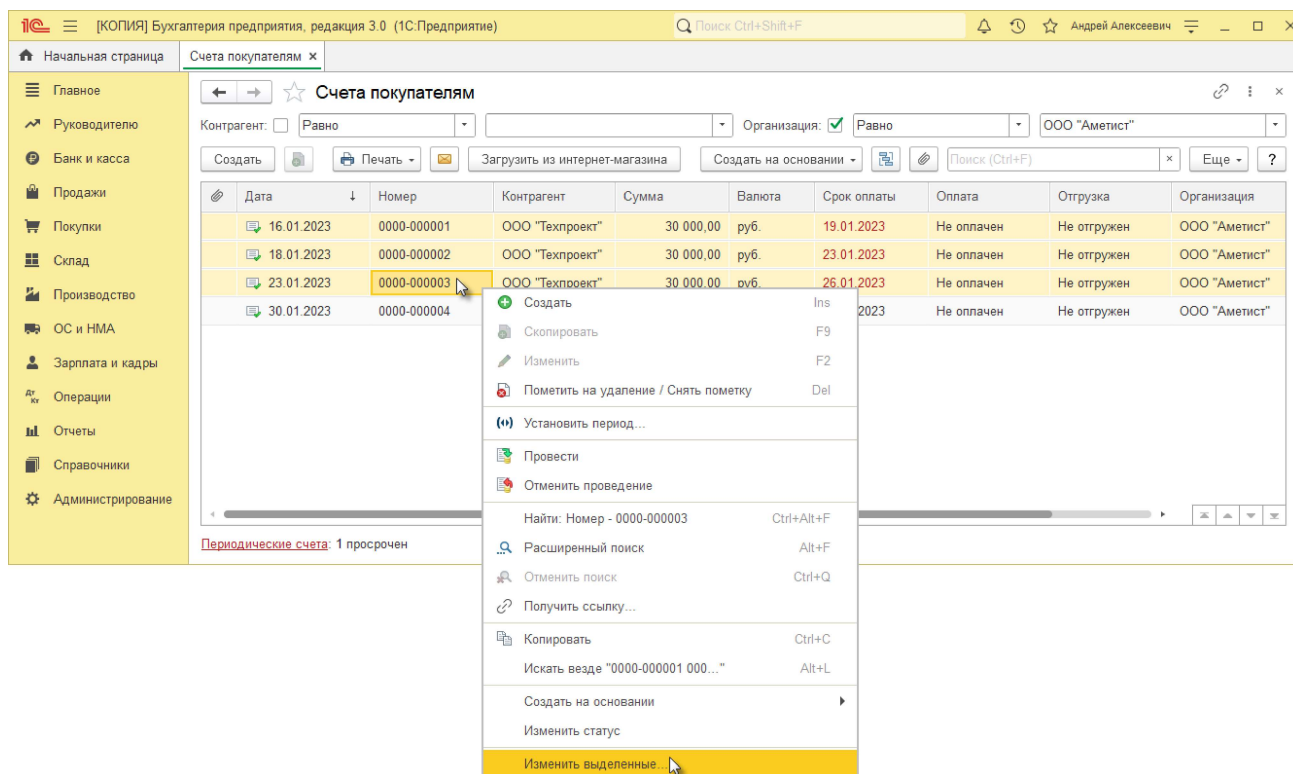 1С [КОПИЯ] Бухгалтерия предприятия, редакция 3.0 (1С:Предприятие) Поиск Ctrl+Shift+F Андрей Алексеевич
Начальная страница Счета покупателям ×
Главное
Руководителю
Банк и касса
Продажи
Покупки
Склад
Производство
ОС и НМА
Зарплата и кадры
Операции
Отчеты
Справочники
Администрирование
Счета покупателям
Контрагент: Равно Организация: Равно ООО "Аметист"
Создать Печать Загрузить из интернет-магазина Создать на основании Поиск (Ctrl+F) × Еще ?
Дата ↓ Номер Контрагент Сумма Валюта Срок оплаты Оплата Отгрузка Организация
16.01.2023 0000-000001 ООО "Техпроект" 30 000,00 руб. 19.01.2023 Не оплачен Не отгружен ООО "Аметист"
18.01.2023 0000-000002 ООО "Техпроект" 30 000,00 руб. 23.01.2023 Не оплачен Не отгружен ООО "Аметист"
23.01.2023 0000-000003 ООО "Техпроект" 30 000,00 руб. 26.01.2023 Не оплачен Не отгружен ООО "Аметист"
30.01.2023 0000-000004 2023 Не оплачен Не отгружен ООО "Аметист"
Создать Ins
Скопировать F9
Изменить F2
Пометить на удаление / Снять пометку Del
Установить период...
Провести
Отменить проведение
Найти: Номер - 0000-000003 Ctrl+Alt+F
Расширенный поиск Alt+F
Отменить поиск Ctrl+Q
Получить ссылку...
Копировать Ctrl+C
Искать везде "0000-000001 000..." Alt+L
Создать на основании
Изменить статус
Изменить выделенные...
Периодические счета: 1 просрочен